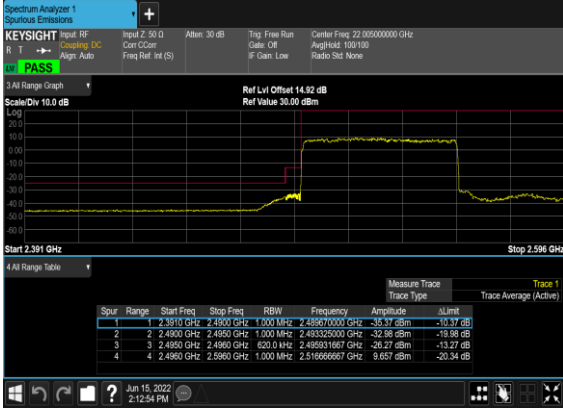 Spectrum Analyzer 1
Spurious Emissions
+
KEYSIGHT
R T
LXI
PASS
Input: RF
Coupling: DC
Align: Auto
Input Z: 50 Ω
Corr CCorr
Freq Ref: Int (S)
Atten: 30 dB
Trig: Free Run
Gate: Off
IF Gain: Low
Center Freq: 22.005000000 GHz
Avg|Hold: 100/100
Radio Std: None
3 All Range Graph
Ref Lvl Offset 14.92 dB
Scale/Div 10.0 dB
Ref Value 30.00 dBm
Log
20.0
10.0
0.00
-10.0
-20.0
-30.0
-40.0
-50.0
-60.0
Start 2.391 GHz
Stop 2.596 GHz
4 All Range Table
Measure Trace Trace 1
Trace Type Trace Average (Active)
Spur Range Start Freq Stop Freq RBW Frequency Amplitude ΔLimit
1 1 2.3910 GHz 2.4900 GHz 1.000 MHz 2.489670000 GHz -35.37 dBm -10.37 dB
2 2 2.4900 GHz 2.4950 GHz 1.000 MHz 2.493325000 GHz -32.98 dBm -19.98 dB
3 3 2.4950 GHz 2.4960 GHz 620.0 kHz 2.495931667 GHz -26.27 dBm -13.27 dB
4 4 2.4960 GHz 2.5960 GHz 1.000 MHz 2.516666667 GHz 9.657 dBm -20.34 dB
?
Jun 15, 2022
2:12:54 PM